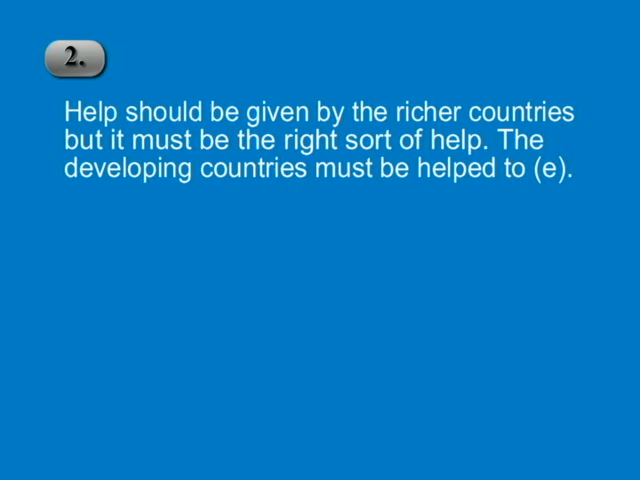 2.
Help should be given by the richer countries
but it must be the right sort of help. The
developing countries must be helped to (e).